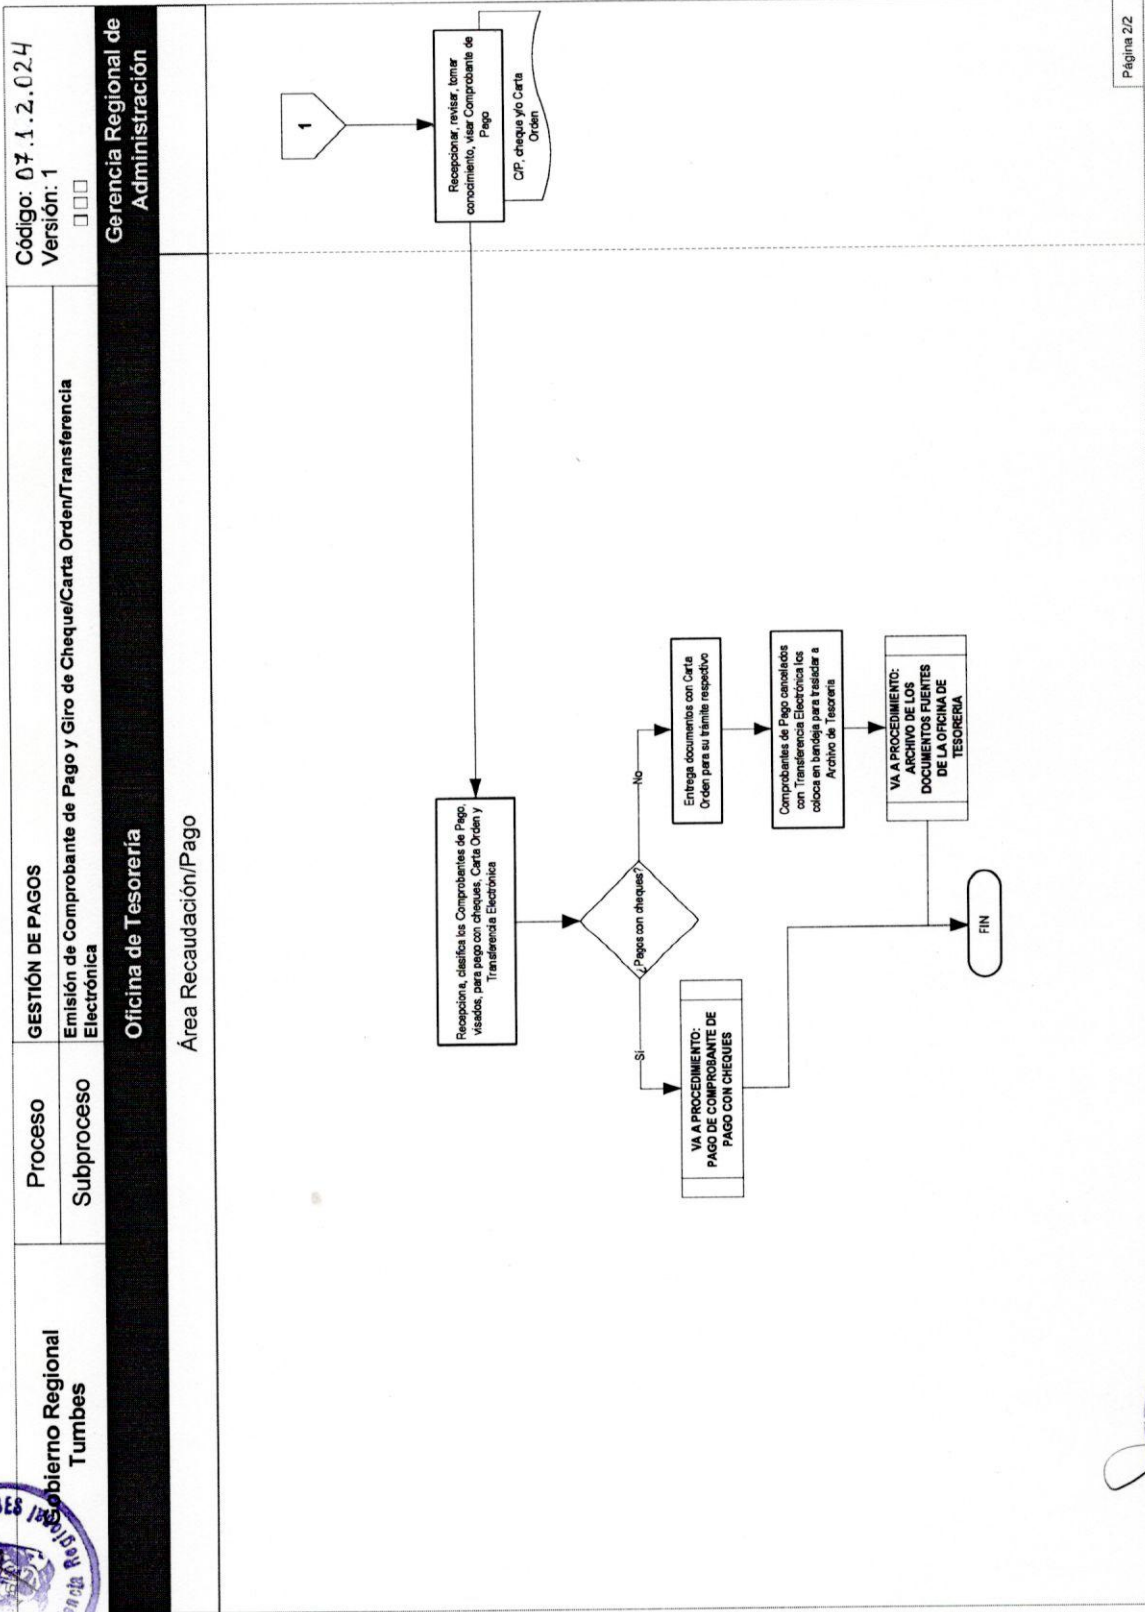 Gobierno Regional
Tumbes
Proceso
GESTIÓN DE PAGOS
Código: 07.1.2.024
Versión: 1
Subproceso
Emisión de Comprobante de Pago y Giro de Cheque/Carta Orden/Transferencia
Electrónica
Oficina de Tesorería
Gerencia Regional de
Administración
Área Recaudación/Pago
1
Recepcionar, revisar, tomar
conocimiento, visar Comprobante de
Pago
C/P, cheque y/o Carta
Orden
Recepciona, clasifica los Comprobantes de Pago,
visados, para pago con cheques, Carta Orden y
Transferencia Electrónica
¿Pagos con cheques?
Sí
No
VA A PROCEDIMIENTO:
PAGO DE COMPROBANTE DE
PAGO CON CHEQUES
Entrega documentos con Carta
Orden para su trámite respectivo
Comprobantes de Pago cancelados
con Transferencia Electrónica los
coloca en bandeja para trasladar a
Archivo de Tesorería
VA A PROCEDIMIENTO:
ARCHIVO DE LOS
DOCUMENTOS FUENTES
DE LA OFICINA DE
TESORERIA
FIN
Página 2/2